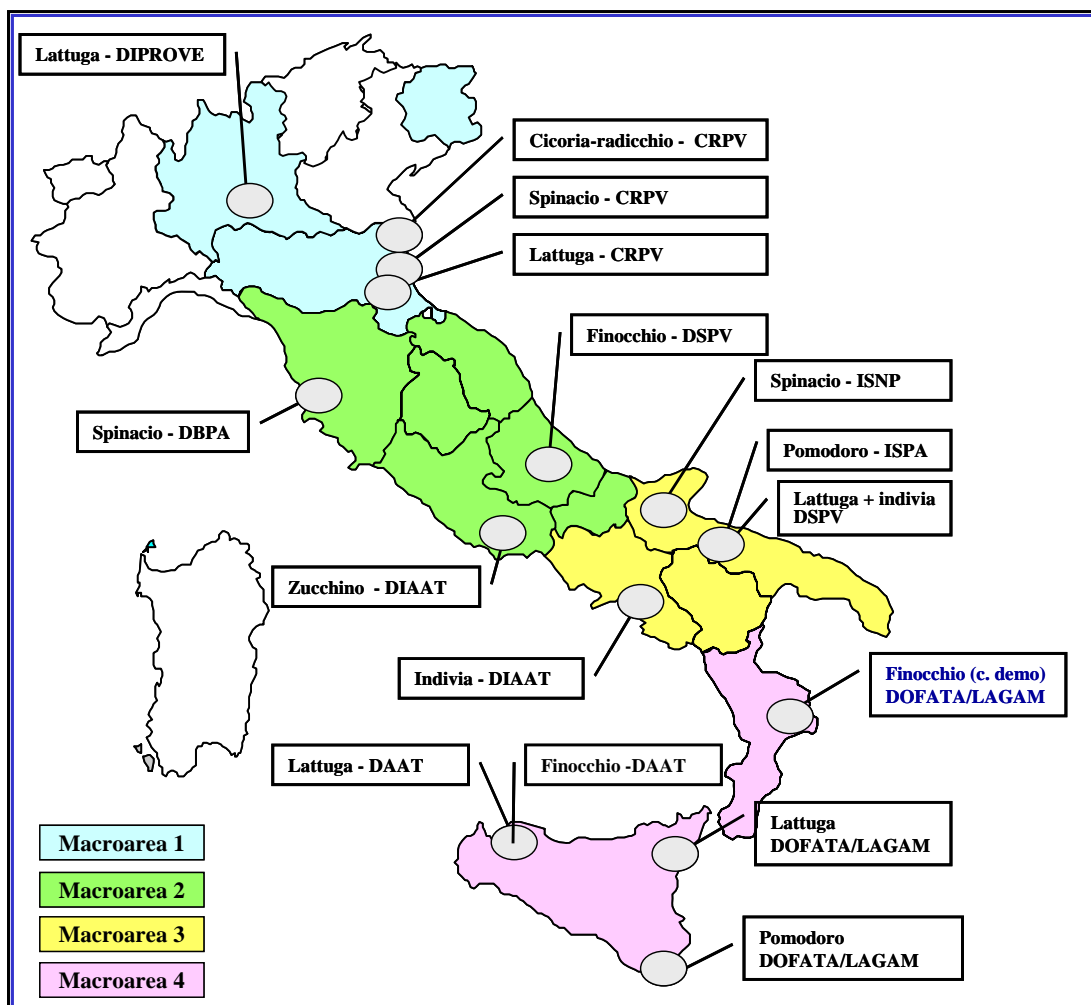 Lattuga - DIPROVE
Cicoria-radicchio - CRPV
Spinacio - CRPV
Lattuga - CRPV
Finocchio - DSPV
Spinacio - ISNP
Spinacio - DBPA
Pomodoro - ISPA
Lattuga + indivia
DSPV
Zucchino - DIAAT
Indivia - DIAAT
Finocchio (c. demo)
DOFATA/LAGAM
Lattuga - DAAT
Finocchio -DAAT
Lattuga
DOFATA/LAGAM
Macroarea 1
Macroarea 2
Macroarea 3
Macroarea 4
Pomodoro
DOFATA/LAGAM